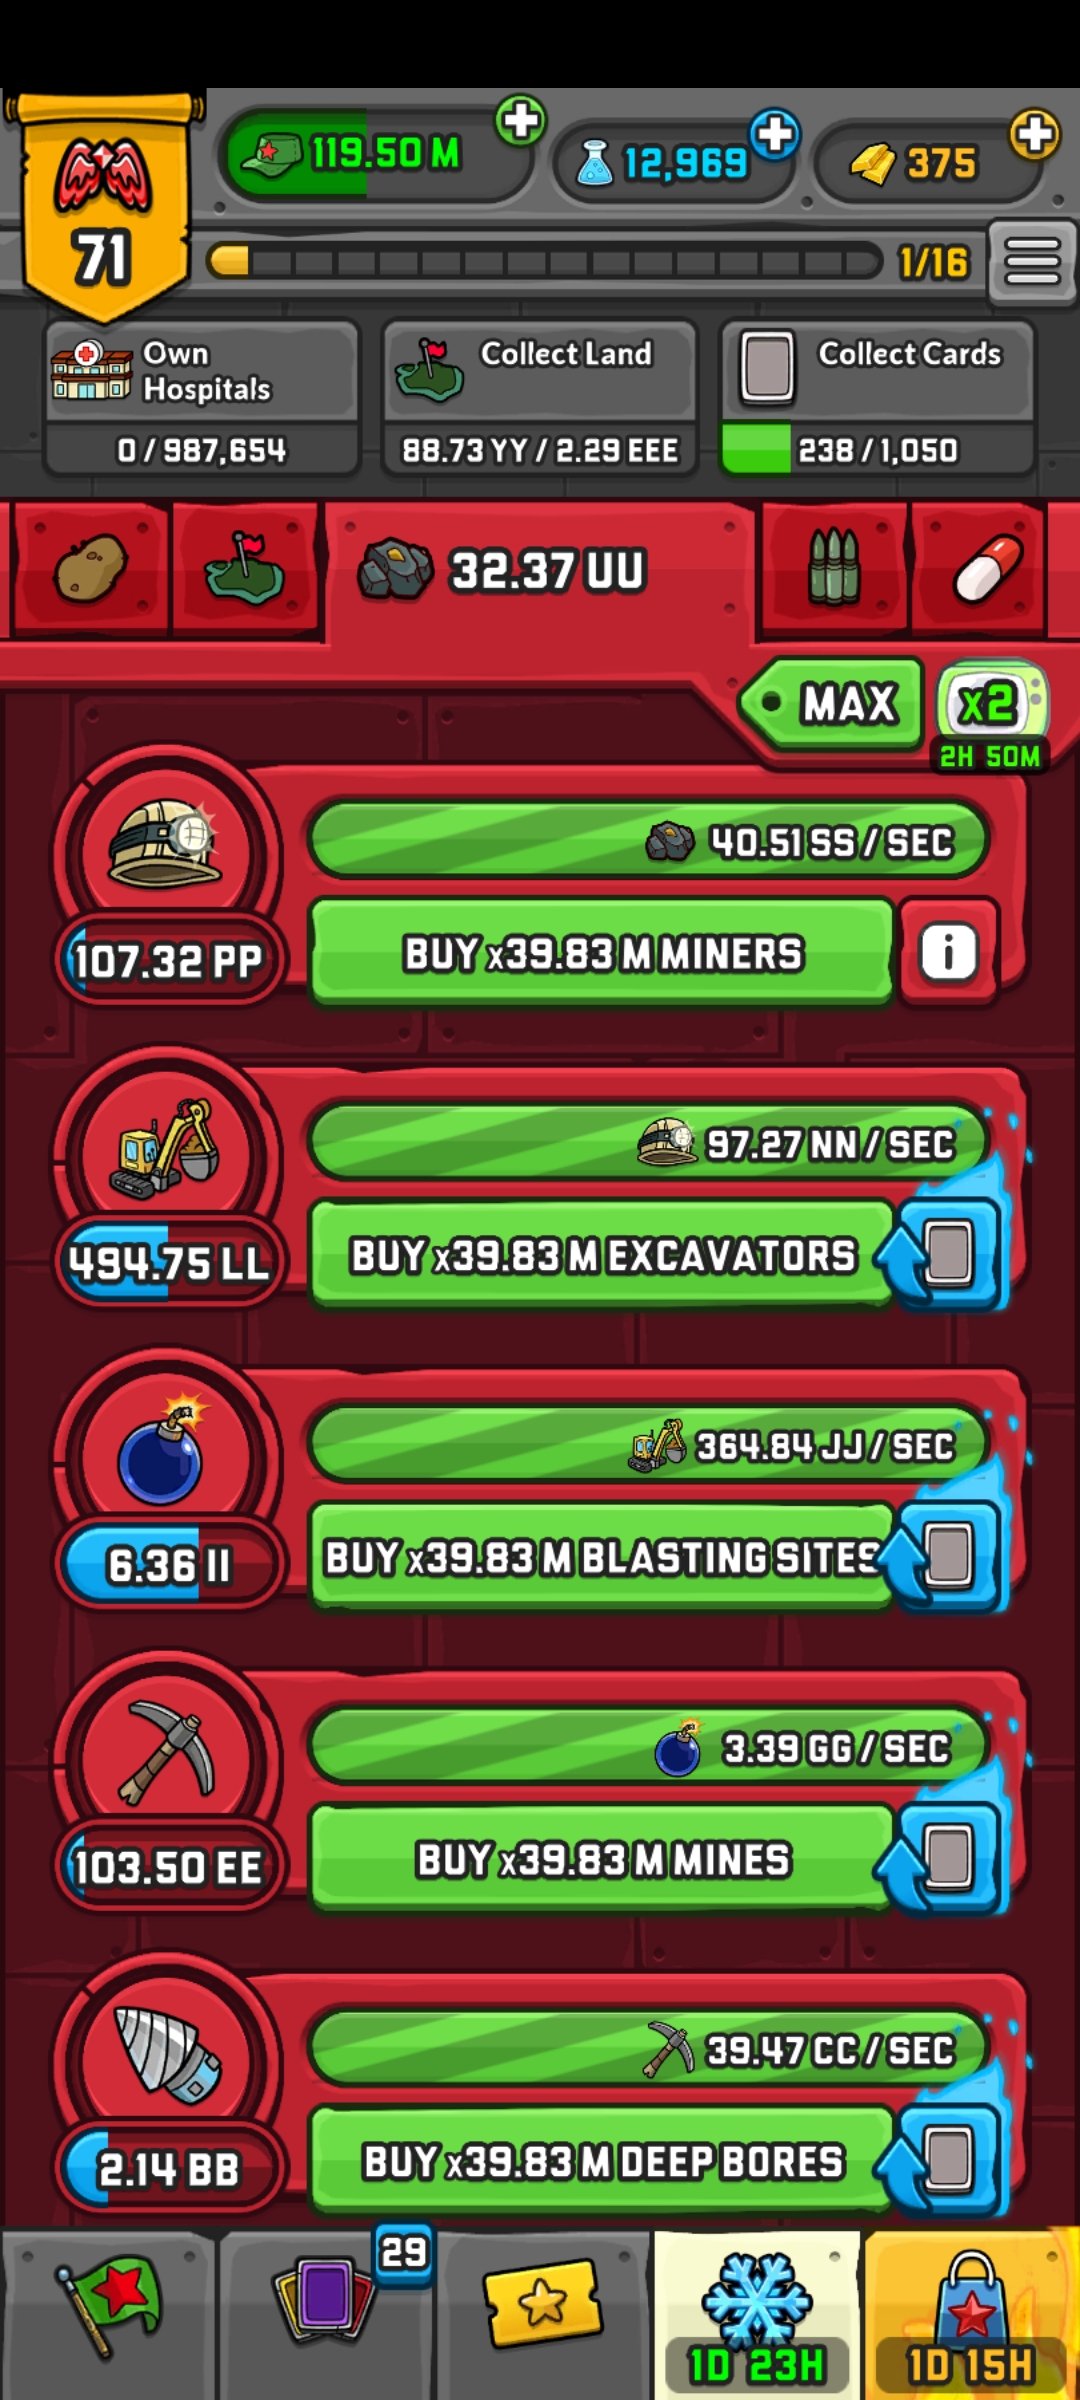 119.50 M
12,969
375
71
1/16
Own
Hospitals
0 / 987,654
Collect Land
88.73 YY / 2.29 EEE
Collect Cards
238 / 1,050
32.37 UU
MAX
x2
2H 50M
40.51 SS / SEC
107.32 PP
BUY x39.83 M MINERS
i
97.27 NN / SEC
494.75 LL
BUY x39.83 M EXCAVATORS
364.84 JJ / SEC
6.36 II
BUY x39.83 M BLASTING SITES
3.39 GG / SEC
103.50 EE
BUY x39.83 M MINES
39.47 CC / SEC
2.14 BB
BUY x39.83 M DEEP BORES
29
1D 23H
1D 15H